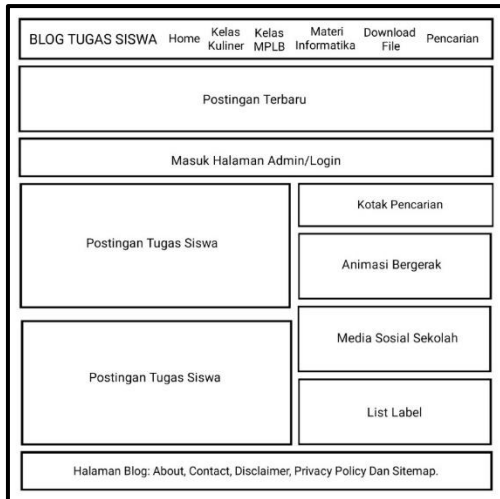 BLOG TUGAS SISWA Home Kelas Kuliner Kelas MPLB Materi Informatika Download File Pencarian
Postingan Terbaru
Masuk Halaman Admin/Login
Postingan Tugas Siswa
Kotak Pencarian
Animasi Bergerak
Postingan Tugas Siswa
Media Sosial Sekolah
List Label
Halaman Blog: About, Contact, Disclaimer, Privacy Policy Dan Sitemap.